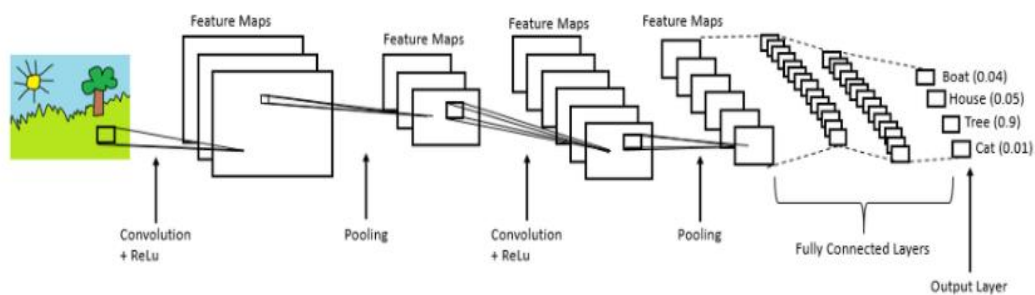 Feature Maps
Feature Maps
Feature Maps
Feature Maps
Boat (0.04)
House (0.05)
Tree (0.9)
Cat (0.01)
Convolution
+ ReLu
Pooling
Convolution
+ ReLu
Pooling
Fully Connected Layers
Output Layer